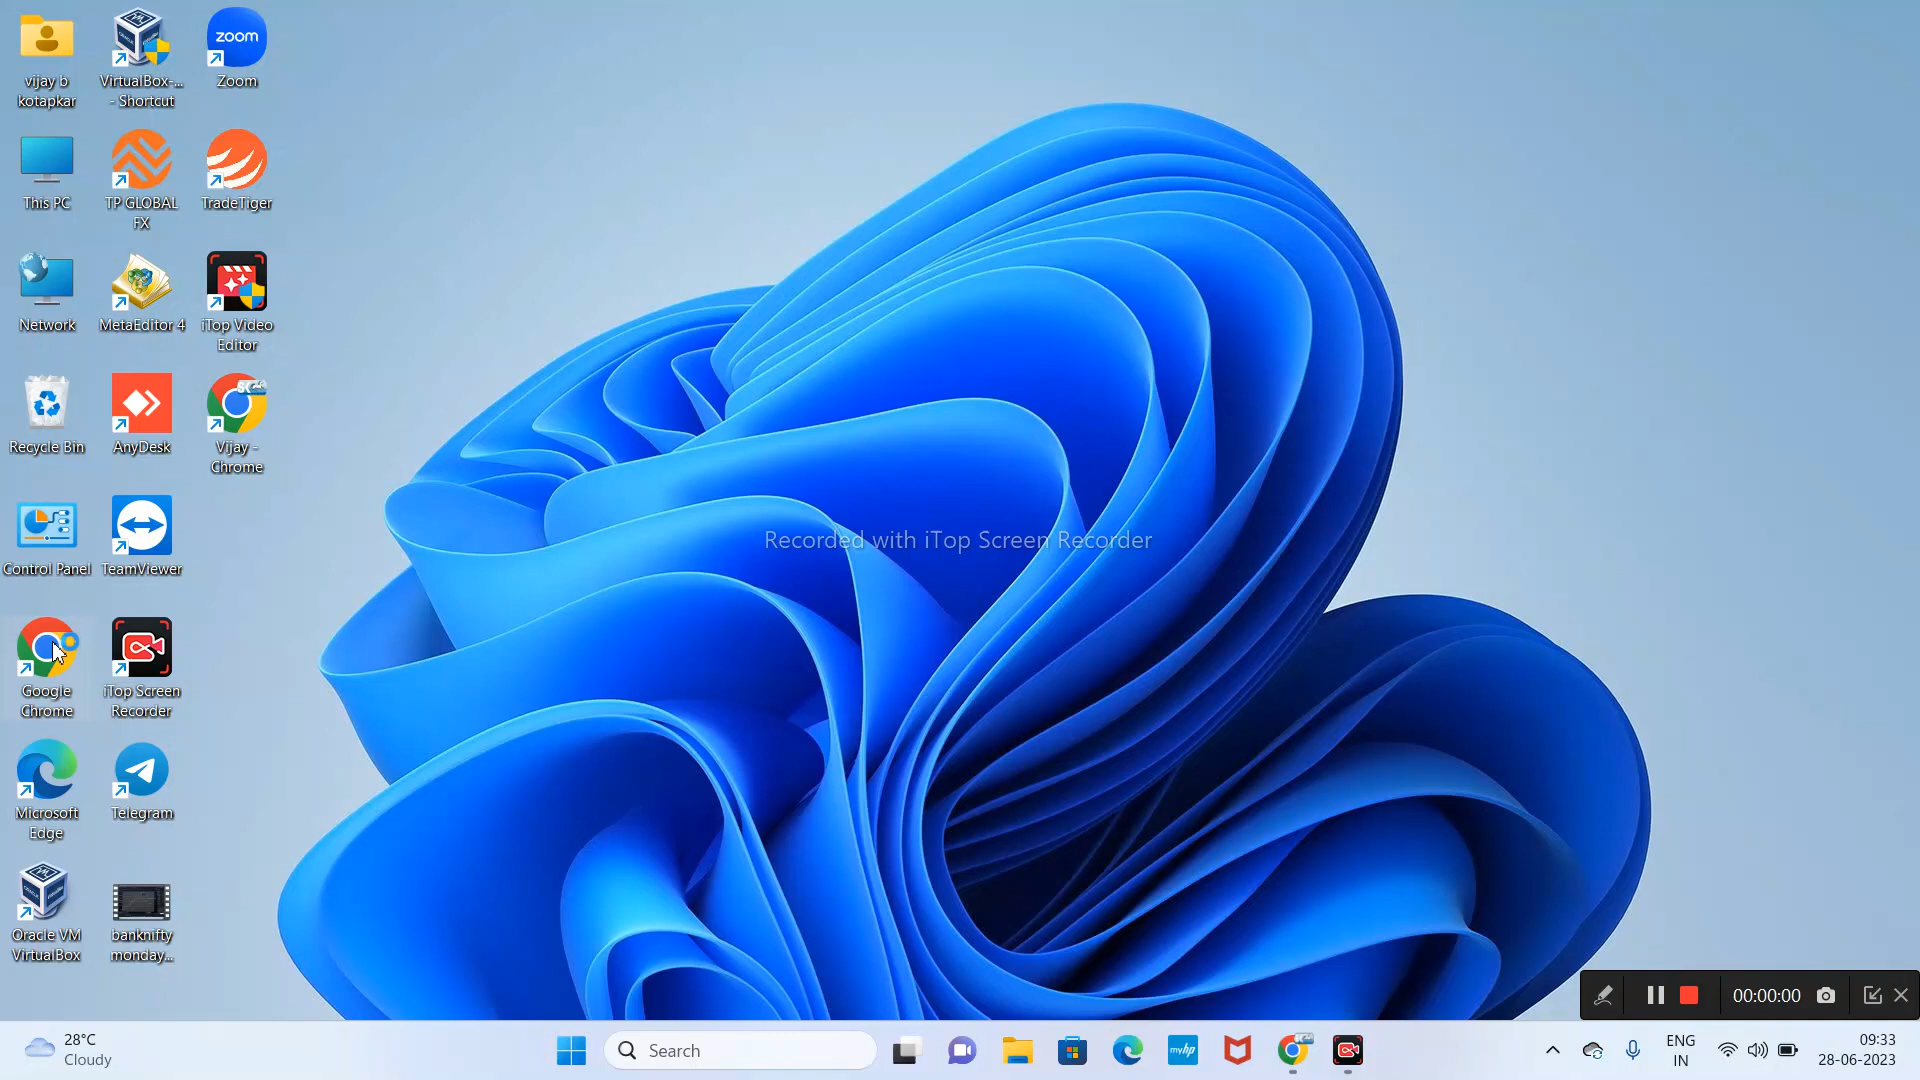 vijay b
kotapkar
VirtualBox-...
- Shortcut
zoom
Zoom
This PC
TP GLOBAL
FX
TradeTiger
Network
MetaEditor 4
iTop Video
Editor
Recycle Bin
AnyDesk
Vijay -
Chrome
Control Panel
TeamViewer
Recorded with iTop Screen Recorder
Google
Chrome
iTop Screen
Recorder
Microsoft
Edge
Telegram
Oracle VM
VirtualBox
banknifty
monday...
00:00:00
28°C
Cloudy
Search
myhp
ENG
IN
09:33
28-06-2023